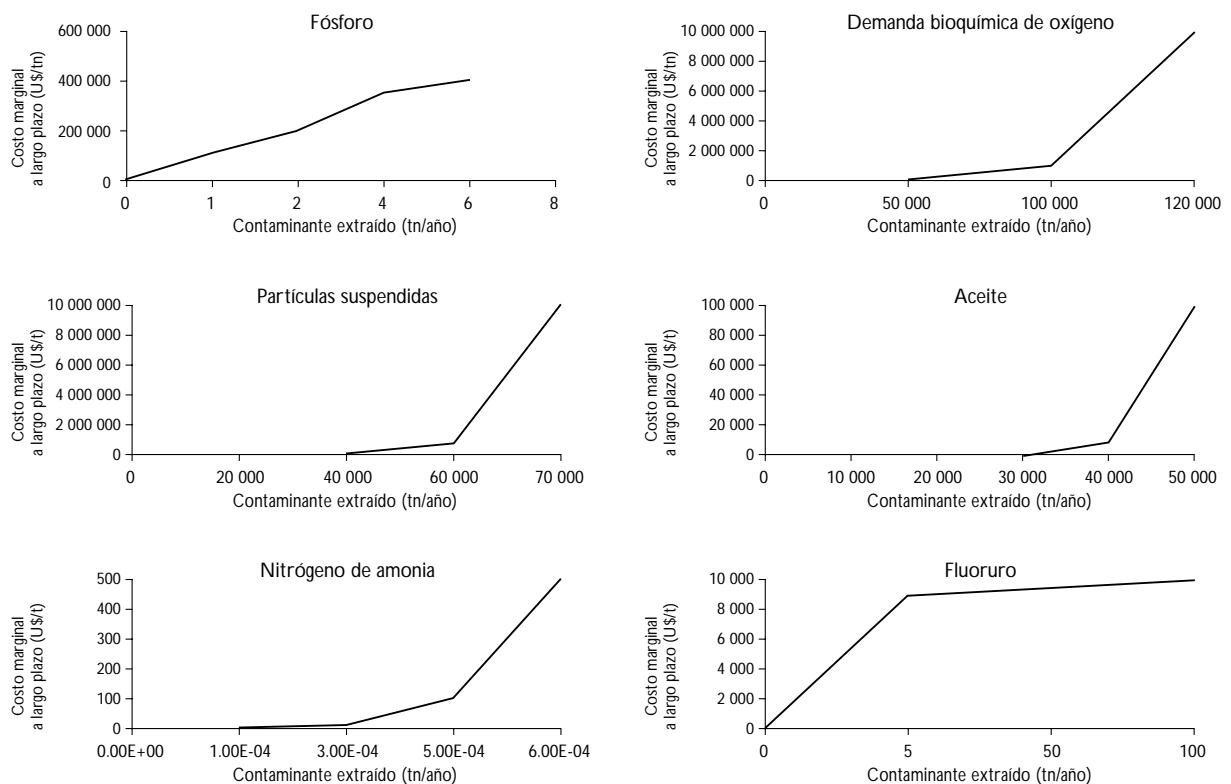 Fósforo
Costo marginal
a largo plazo (U$/tn)
600 000
400 000
200 000
0
0 1 2 4 6 8
Contaminante extraído (tn/año)
Demanda bioquímica de oxígeno
Costo marginal
a largo plazo (U$/tn)
10 000 000
8 000 000
6 000 000
4 000 000
2 000 000
0
0 50 000 100 000 120 000
Contaminante extraído (tn/año)
Partículas suspendidas
Costo marginal
a largo plazo (U$/t)
10 000 000
8 000 000
6 000 000
4 000 000
2 000 000
0
0 20 000 40 000 60 000 70 000
Contaminante extraído (tn/año)
Aceite
Costo marginal
a largo plazo (U$/t)
100 000
80 000
60 000
40 000
20 000
0
0 10 000 20 000 30 000 40 000 50 000
Contaminante extraído (tn/año)
Nitrógeno de amonia
Costo marginal
a largo plazo (U$/t)
500
400
300
200
100
0
0.00E+00 1.00E-04 3.00E-04 5.00E-04 6.00E-04
Contaminante extraído (tn/año)
Fluoruro
Costo marginal
a largo plazo (U$/t)
10 000
8 000
6 000
4 000
2 000
0
0 5 50 100
Contaminante extraído (tn/año)